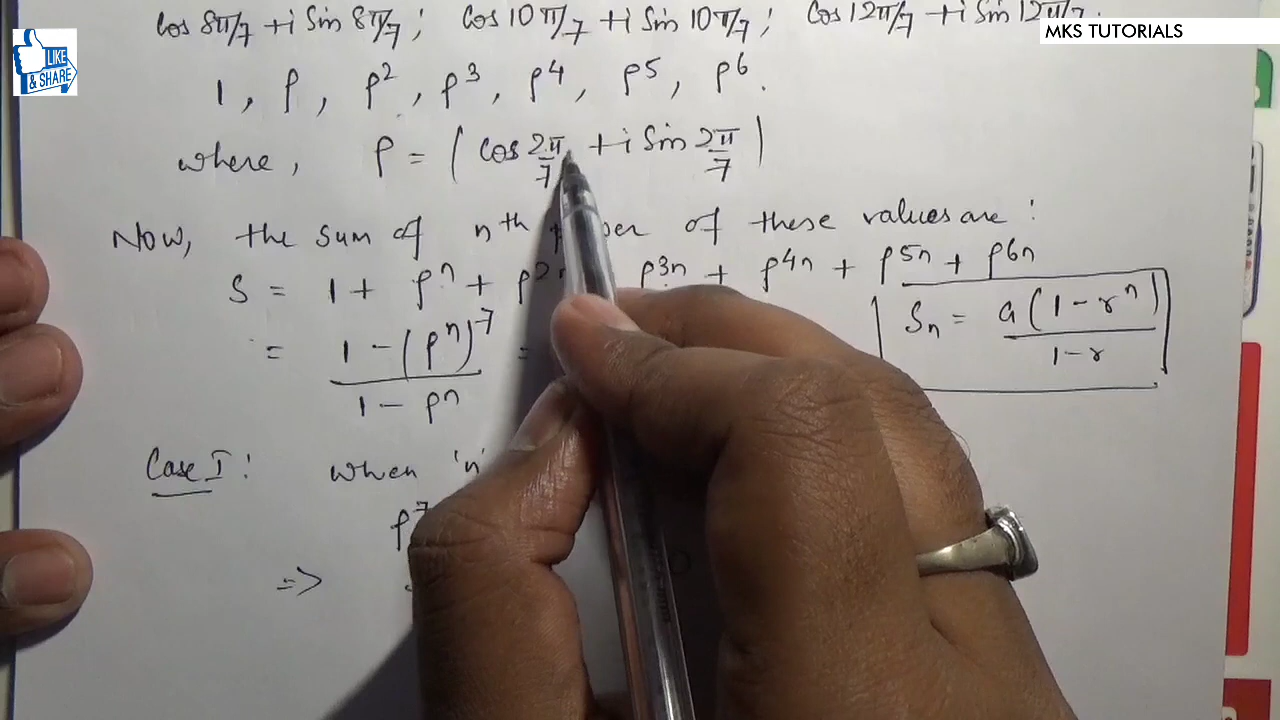 cos 8π/7 + i sin 8π/7 ; cos 10π/7 + i sin 10π/7 ; cos 12π/7 + i sin 12π/7 .
MKS TUTORIALS
LIKE
& SHARE
1 , ρ , ρ² , ρ³ , ρ⁴ , ρ⁵ , ρ⁶ .
where , ρ = ( cos 2π/7 + i sin 2π/7 )
Now, the sum of nth of these values are :
S = 1 + ρⁿ + ρ³ⁿ + ρ⁴ⁿ + ρ⁵ⁿ + ρ⁶ⁿ
= 1 - (ρⁿ)⁷ / 1 - ρⁿ =
Sn = a(1 - rⁿ) / 1 - r
Case I : when 'n'
ρ⁷
=>